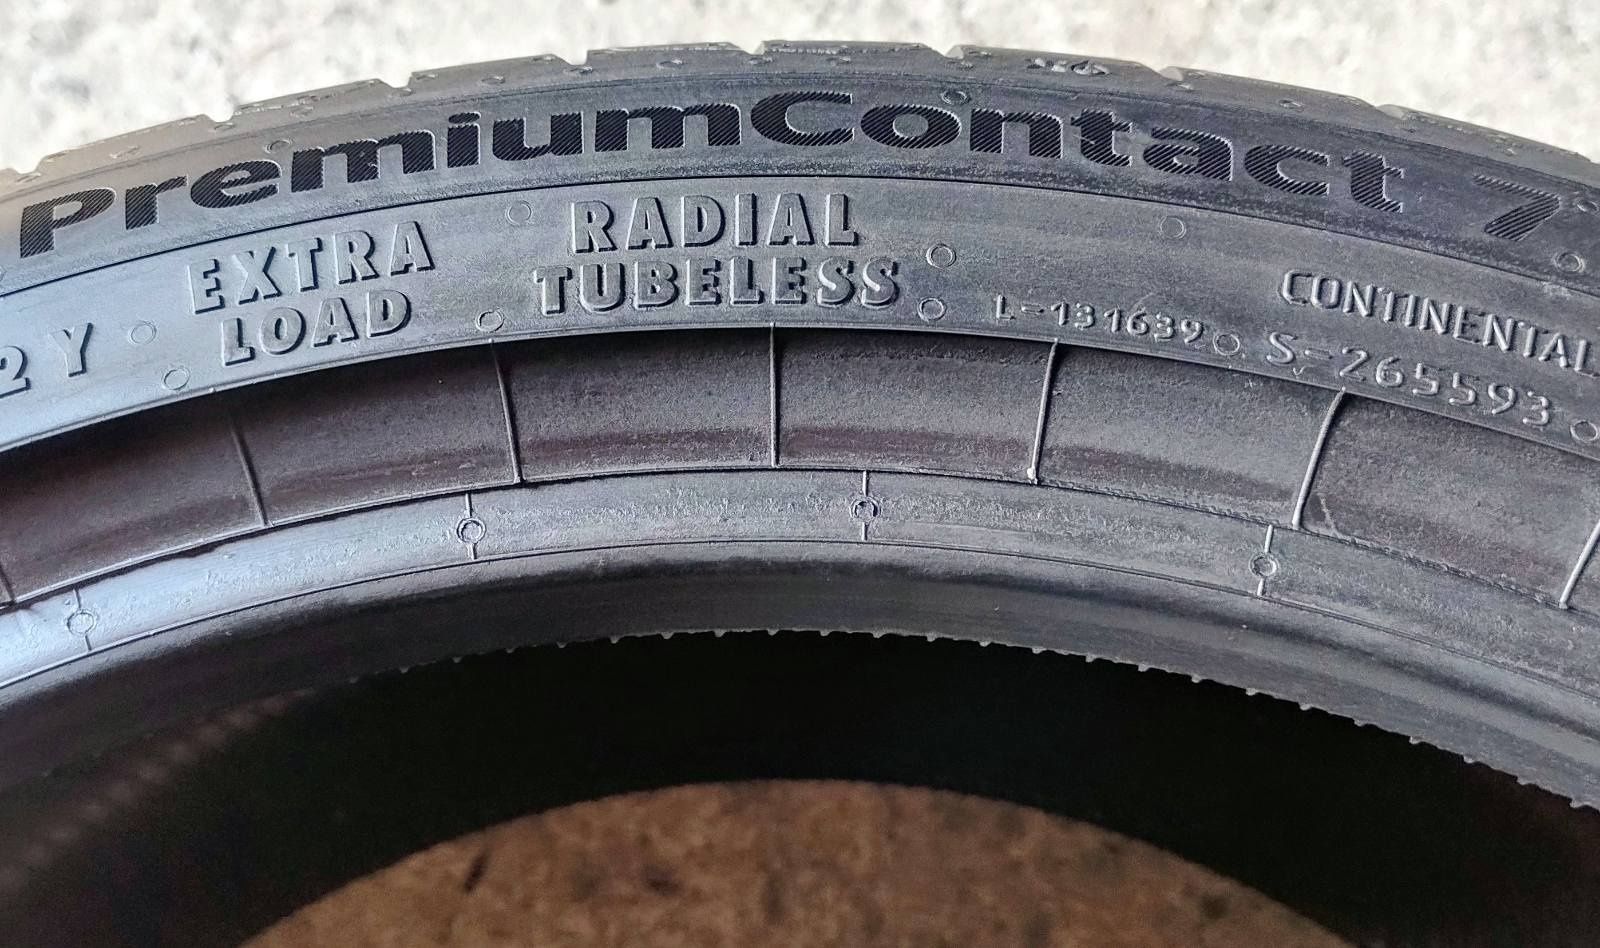 PremiumContact 7
2 Y
EXTRA
LOAD
RADIAL
TUBELESS
L-131639
CONTINENTAL
S-265593